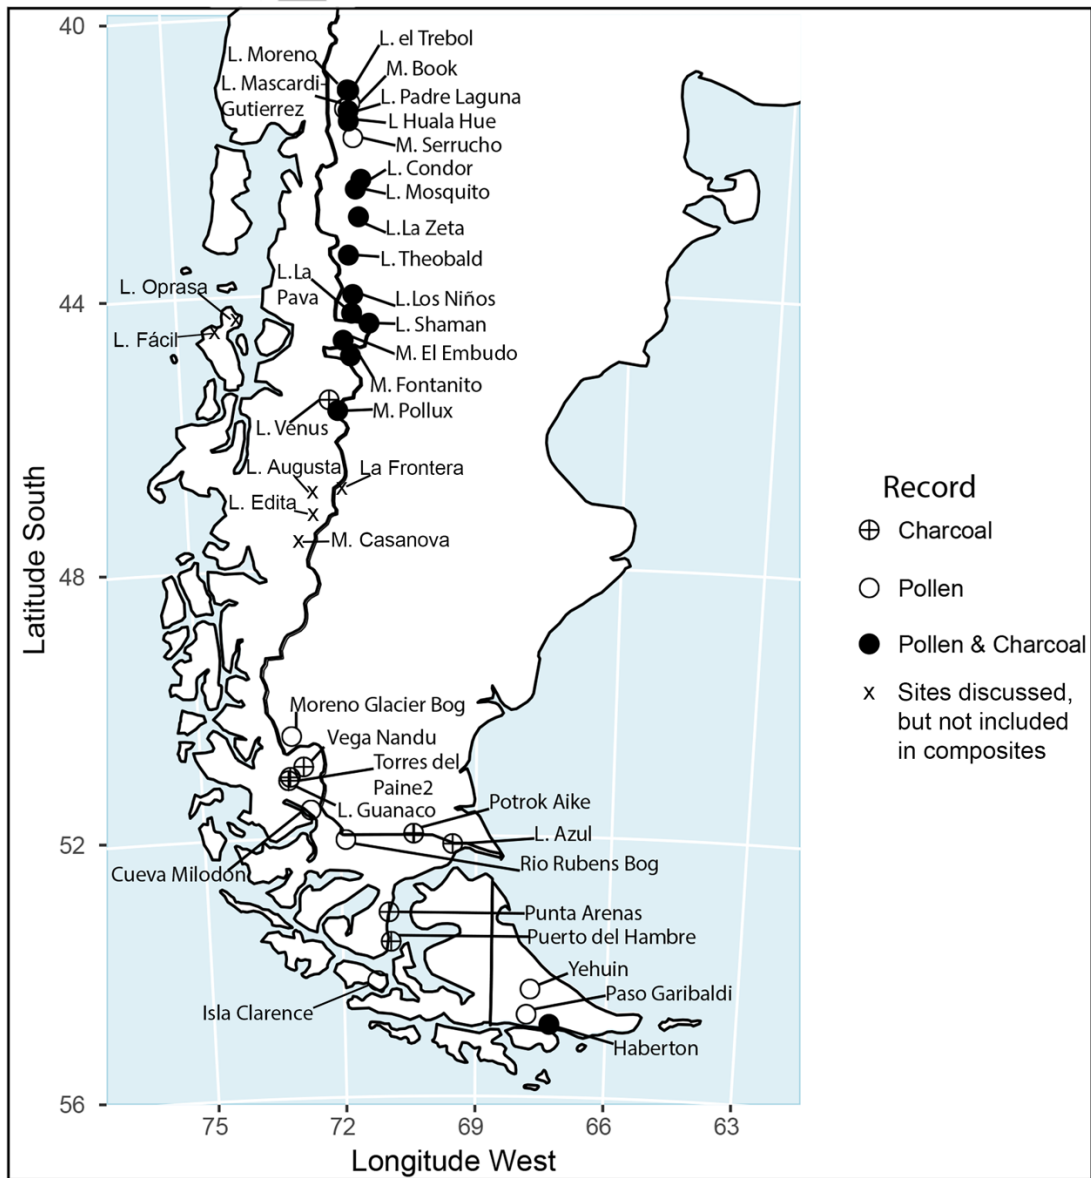 40
44
48
52
56
Latitude South
L. el Trebol
L. Moreno
M. Book
L. Mascardi-
Gutierrez
L. Padre Laguna
L Huala Hue
M. Serrucho
L. Condor
L. Mosquito
L.La Zeta
L. Theobald
L.La
Pava
L. Oprasa
L.Los Niños
L. Fácil
L. Shaman
M. El Embudo
M. Fontanito
M. Pollux
L. Venus
L. Augusta
La Frontera
L. Edita
M. Casanova
Moreno Glacier Bog
Vega Nandu
Torres del
Paine2
L. Guanaco
Potrok Aike
L. Azul
Rio Rubens Bog
Cueva Milodon
Punta Arenas
Puerto del Hambre
Yehuin
Paso Garibaldi
Isla Clarence
Haberton
75
72
69
66
63
Longitude West
Record
Charcoal
Pollen
Pollen & Charcoal
x Sites discussed,
but not included
in composites